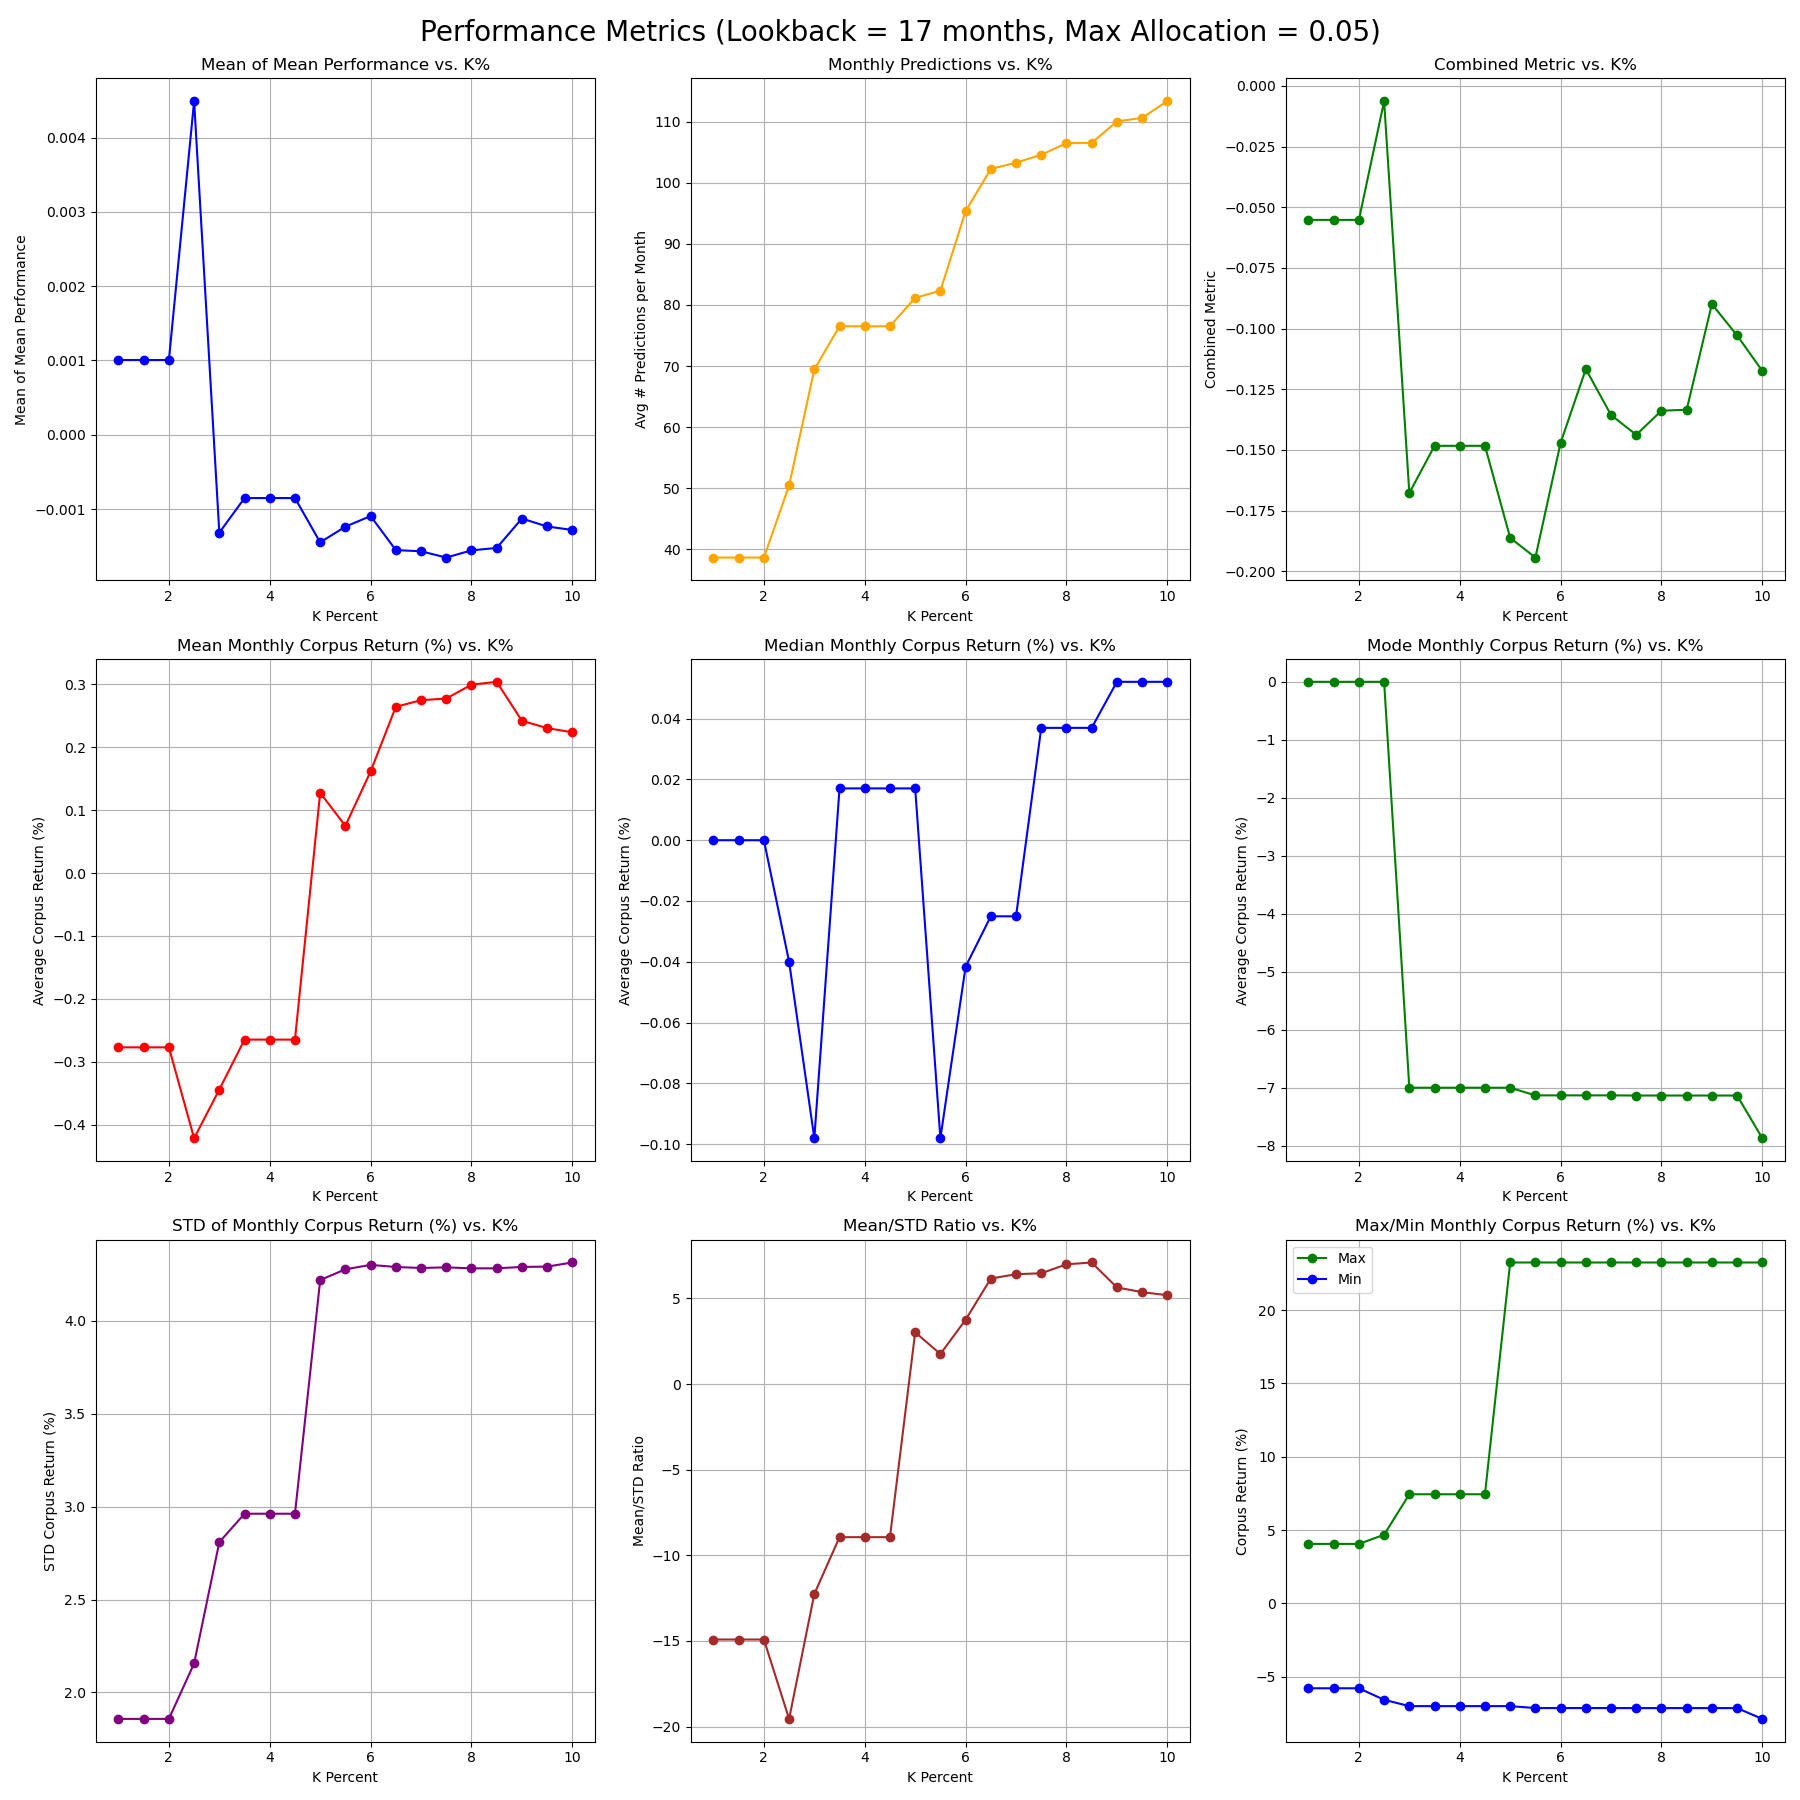 Performance Metrics (Lookback = 17 months, Max Allocation = 0.05)
Mean of Mean Performance vs. K%
Mean of Mean Performance
0.004
0.003
0.002
0.001
0.000
−0.001
2 4 6 8 10
K Percent
Monthly Predictions vs. K%
Avg # Predictions per Month
110
100
90
80
70
60
50
40
2 4 6 8 10
K Percent
Combined Metric vs. K%
Combined Metric
0.000
−0.025
−0.050
−0.075
−0.100
−0.125
−0.150
−0.175
−0.200
2 4 6 8 10
K Percent
Mean Monthly Corpus Return (%) vs. K%
Average Corpus Return (%)
0.3
0.2
0.1
0.0
−0.1
−0.2
−0.3
−0.4
2 4 6 8 10
K Percent
Median Monthly Corpus Return (%) vs. K%
Average Corpus Return (%)
0.04
0.02
0.00
−0.02
−0.04
−0.06
−0.08
−0.10
2 4 6 8 10
K Percent
Mode Monthly Corpus Return (%) vs. K%
Average Corpus Return (%)
0
−1
−2
−3
−4
−5
−6
−7
−8
2 4 6 8 10
K Percent
STD of Monthly Corpus Return (%) vs. K%
STD Corpus Return (%)
4.0
3.5
3.0
2.5
2.0
2 4 6 8 10
K Percent
Mean/STD Ratio vs. K%
Mean/STD Ratio
5
0
−5
−10
−15
−20
2 4 6 8 10
K Percent
Max/Min Monthly Corpus Return (%) vs. K%
Max
Min
Corpus Return (%)
20
15
10
5
0
−5
2 4 6 8 10
K Percent